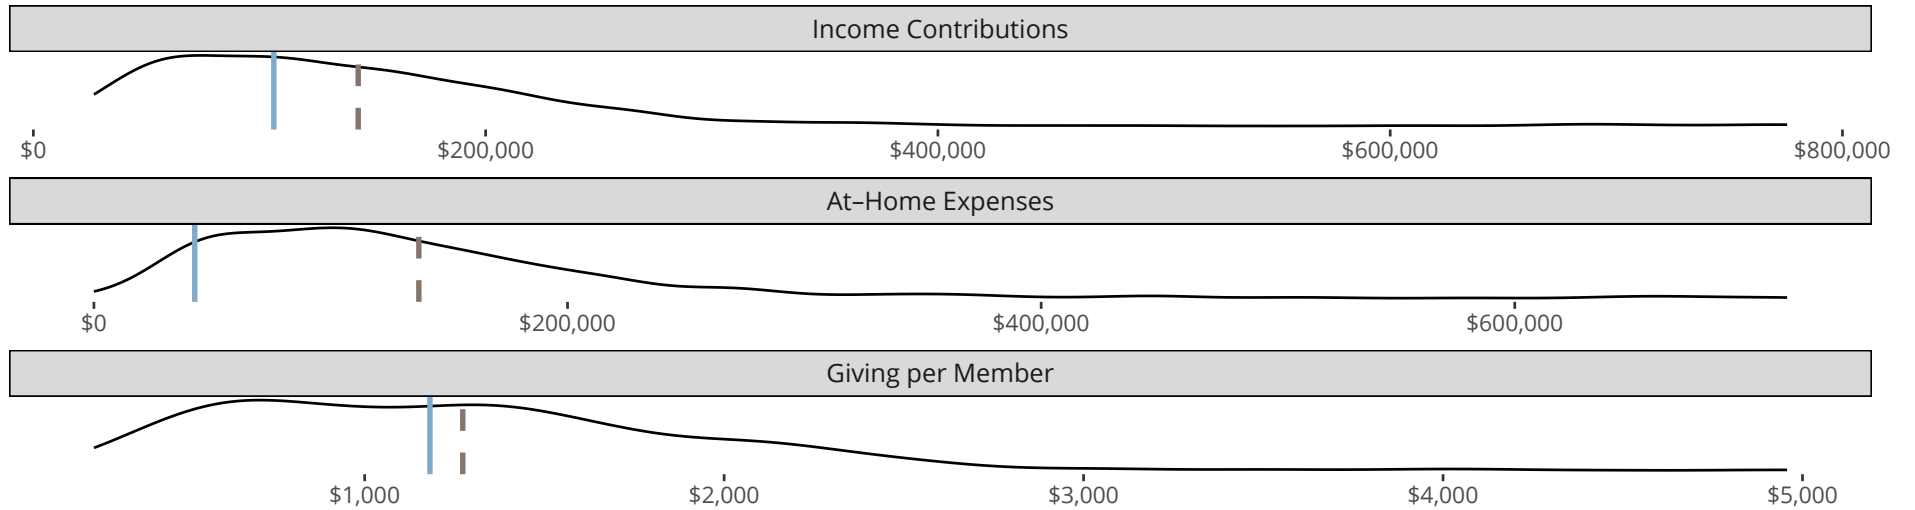 Income Contributions
$0 $200,000 $400,000 $600,000 $800,000
At–Home Expenses
$0 $200,000 $400,000 $600,000
Giving per Member
$1,000 $2,000 $3,000 $4,000 $5,000